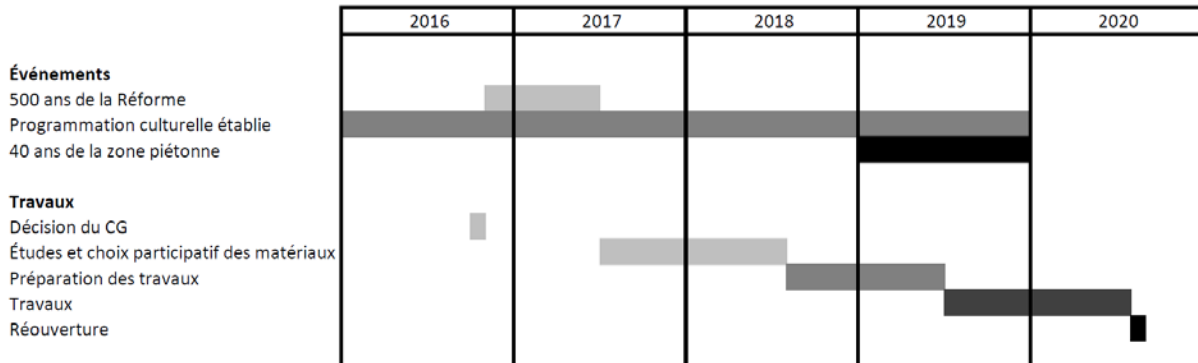 2016 2017 2018 2019 2020
Événements
500 ans de la Réforme
Programmation culturelle établie
40 ans de la zone piétonne
Travaux
Décision du CG
Études et choix participatif des matériaux
Préparation des travaux
Travaux
Réouverture